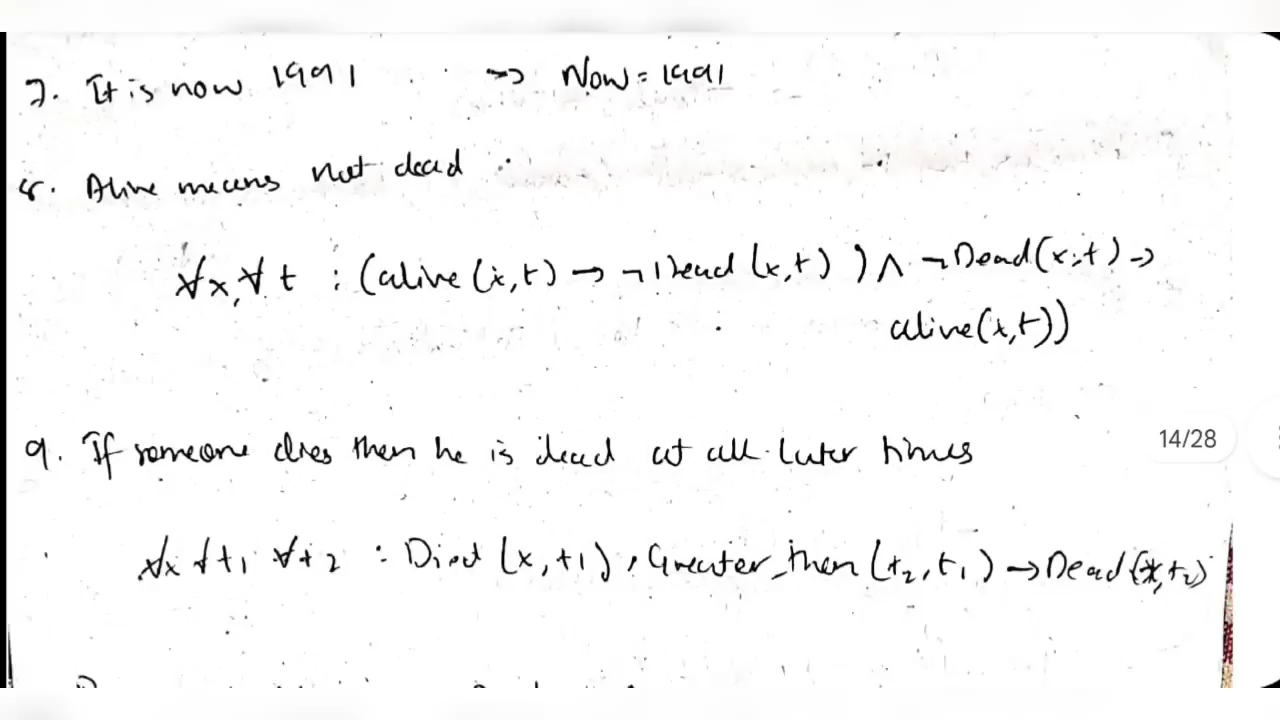 7. It is now 1991 → Now = 1991
8. Alive means not dead
∀x, ∀t : (alive (x,t) → ¬Dead (x,t) ) ∧ ¬Dead(x,t) →
alive(x,t))
9. If someone dies then he is dead at all later times
14/28
∀x ∀t1 ∀t2 : Died (x, t1), Greater_then (t2, t1) → Dead (x, t2)